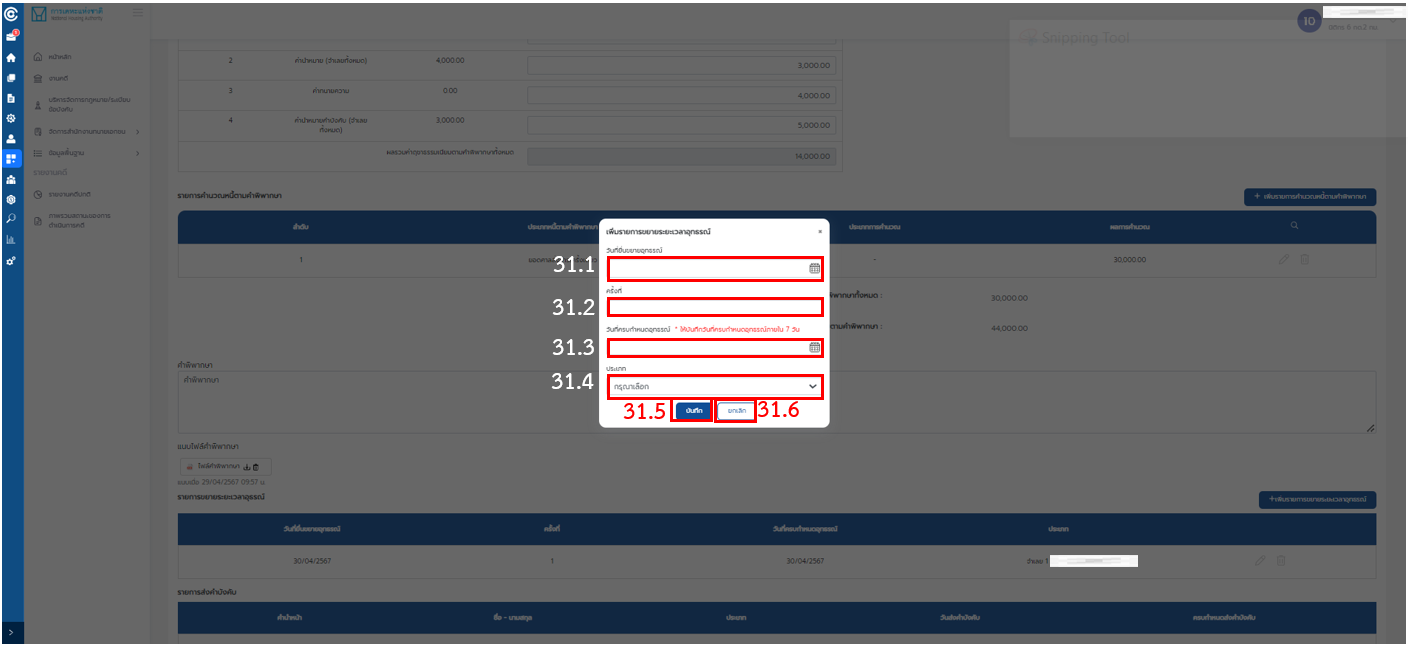 การเคหะแห่งชาติ
National Housing Authority
1
10
นิติกร 6 กอ.2 กม.
Snipping Tool
หน้าหลัก
งานคดี
บริหารจัดการกฎหมาย/ระเบียบ
ข้อบังคับ
จัดการสำนักงานทนายเอกชน
ข้อมูลพื้นฐาน
รายงานคดี
รายงานคดีปกติ
ภาพรวมสถานะของการ
ดำเนินการคดี
2 ค่านำหมาย (จำเลยทั้งหมด) 4,000.00 3,000.00
3 ค่าทนายความ 0.00 4,000.00
4 ค่านำหมายคำบังคับ (จำเลย
ทั้งหมด) 3,000.00 5,000.00
ผลรวมค่าฤชาธรรมเนียมตามคำพิพากษาทั้งหมด 14,000.00
รายการคำนวณหนี้ตามคำพิพากษา + เพิ่มรายการคำนวณหนี้ตามคำพิพากษา
ลำดับ ประเภทหนี้ตามคำพิพากษา ประเภทการคำนวณ ผลการคำนวณ
1 - 30,000.00
พิพากษาทั้งหมด : 30,000.00
ตามคำพิพากษา : 44,000.00
เพิ่มรายการขยายระยะเวลาอุทธรณ์ ×
วันที่ยื่นขยายอุทธรณ์
31.1
ครั้งที่
31.2
วันที่ครบกำหนดอุทธรณ์ * ให้บันทึกวันที่ครบกำหนดอุทธรณ์ภายใน 7 วัน
31.3
ประเภท
31.4 กรุณาเลือก
31.5 บันทึก ยกเลิก 31.6
คำพิพากษา
คำพิพากษา
แนบไฟล์คำพิพากษา
ไฟล์คำพิพากษา
แนบเมื่อ 29/04/2567 09:57 น.
รายการขยายระยะเวลาอุทธรณ์ +เพิ่มรายการขยายระยะเวลาอุทธรณ์
วันที่ยื่นขยายอุทธรณ์ ครั้งที่ วันที่ครบกำหนดอุทธรณ์ ประเภท
30/04/2567 1 30/04/2567 จำเลย 1
รายการส่งคำบังคับ
คำนำหน้า ชื่อ - นามสกุล ประเภท วันส่งคำบังคับ ครบกำหนดส่งคำบังคับ